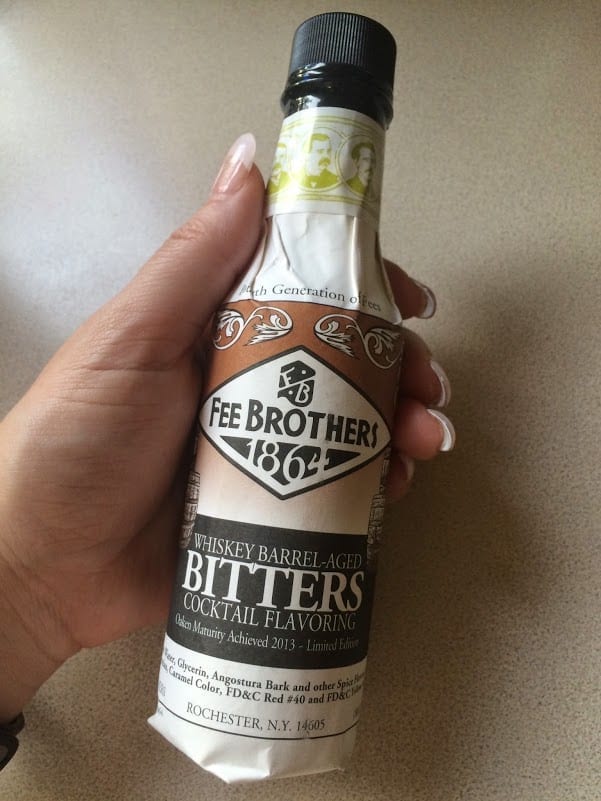 Generation of Fees
FB
FEE BROTHERS
1864
WHISKEY BARREL-AGED
BITTERS
COCKTAIL FLAVORING
Oaken Maturity Achieved 2013 - Limited Edition
Glycerin, Angostura Bark and other Spice
Caramel Color, FD&C Red #40 and FD&C
ROCHESTER, N.Y. 14605